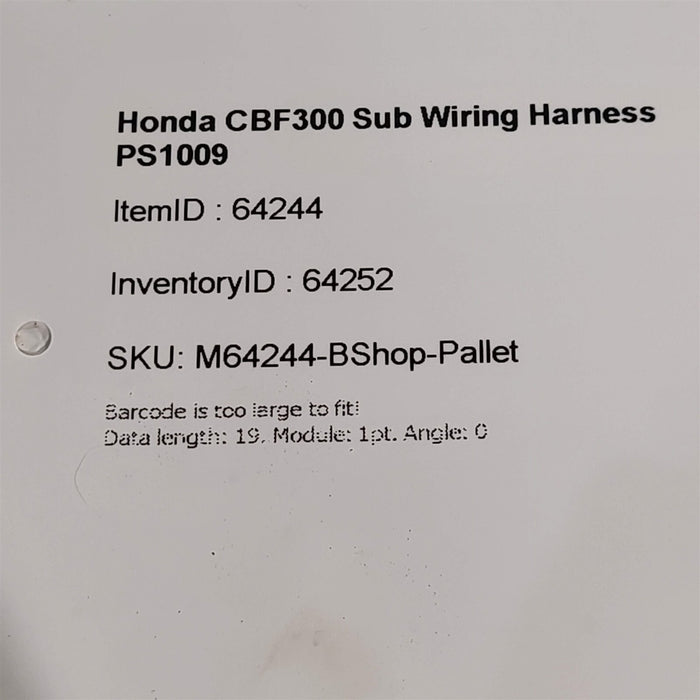 Honda CBF300 Sub Wiring Harness
PS1009
ItemID : 64244
InventoryID : 64252
SKU: M64244-BShop-Pallet
Barcode is too large to fit!
Data length: 19. Module: 1pt. Angle: 0